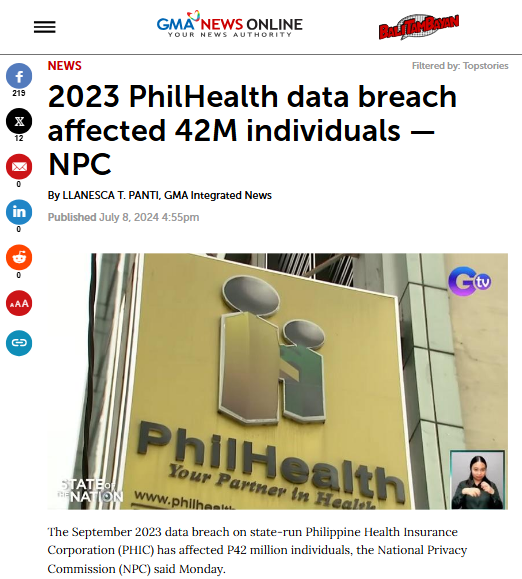 GMA NEWS ONLINE
YOUR NEWS AUTHORITY
BALITAMBAYAN
NEWS
Filtered by: Topstories
2023 PhilHealth data breach
affected 42M individuals —
NPC
By LLANESCA T. PANTI, GMA Integrated News
Published July 8, 2024 4:55pm
f
219
X
12
0
in
0
0
AAA
G tv
PhilHealth
Your Partner in Health
www.philhealth
STATE OF
THE NATION
The September 2023 data breach on state-run Philippine Health Insurance
Corporation (PHIC) has affected P42 million individuals, the National Privacy
Commission (NPC) said Monday.